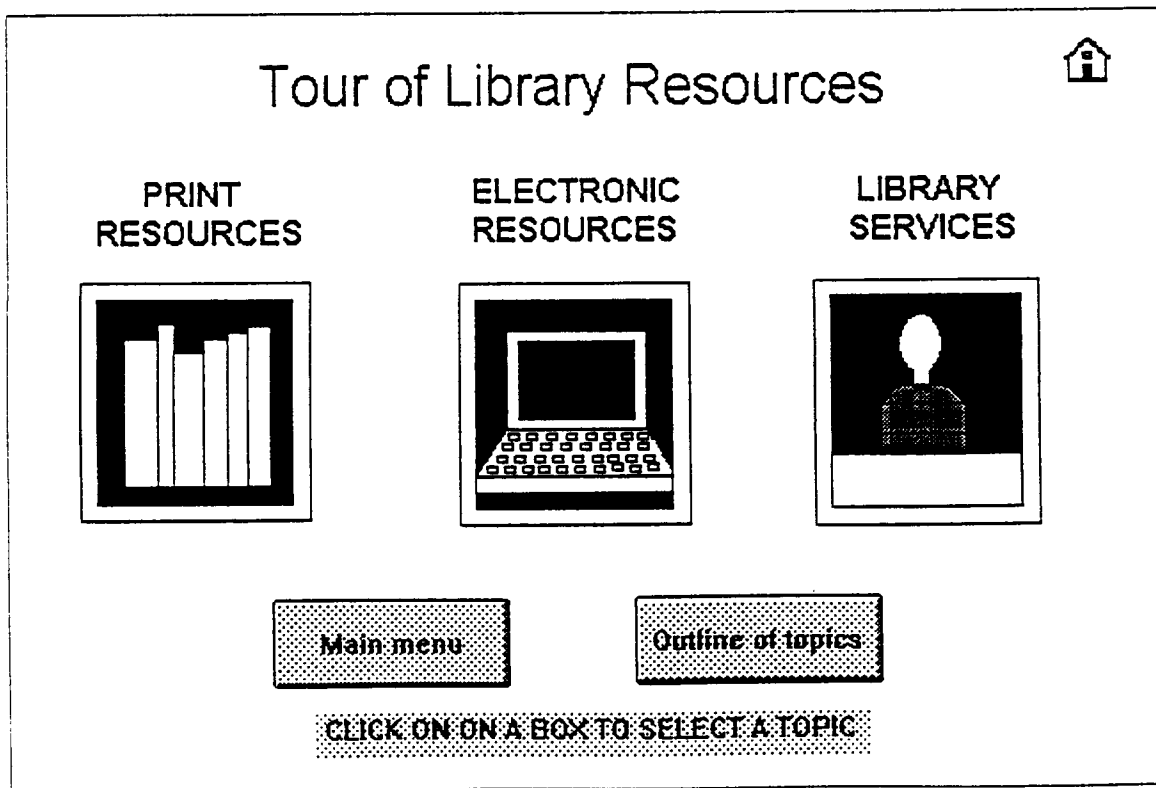 Tour of Library Resources
PRINT
RESOURCES
ELECTRONIC
RESOURCES
LIBRARY
SERVICES
Main menu
Outline of topics
CLICK ON ON A BOX TO SELECT A TOPIC